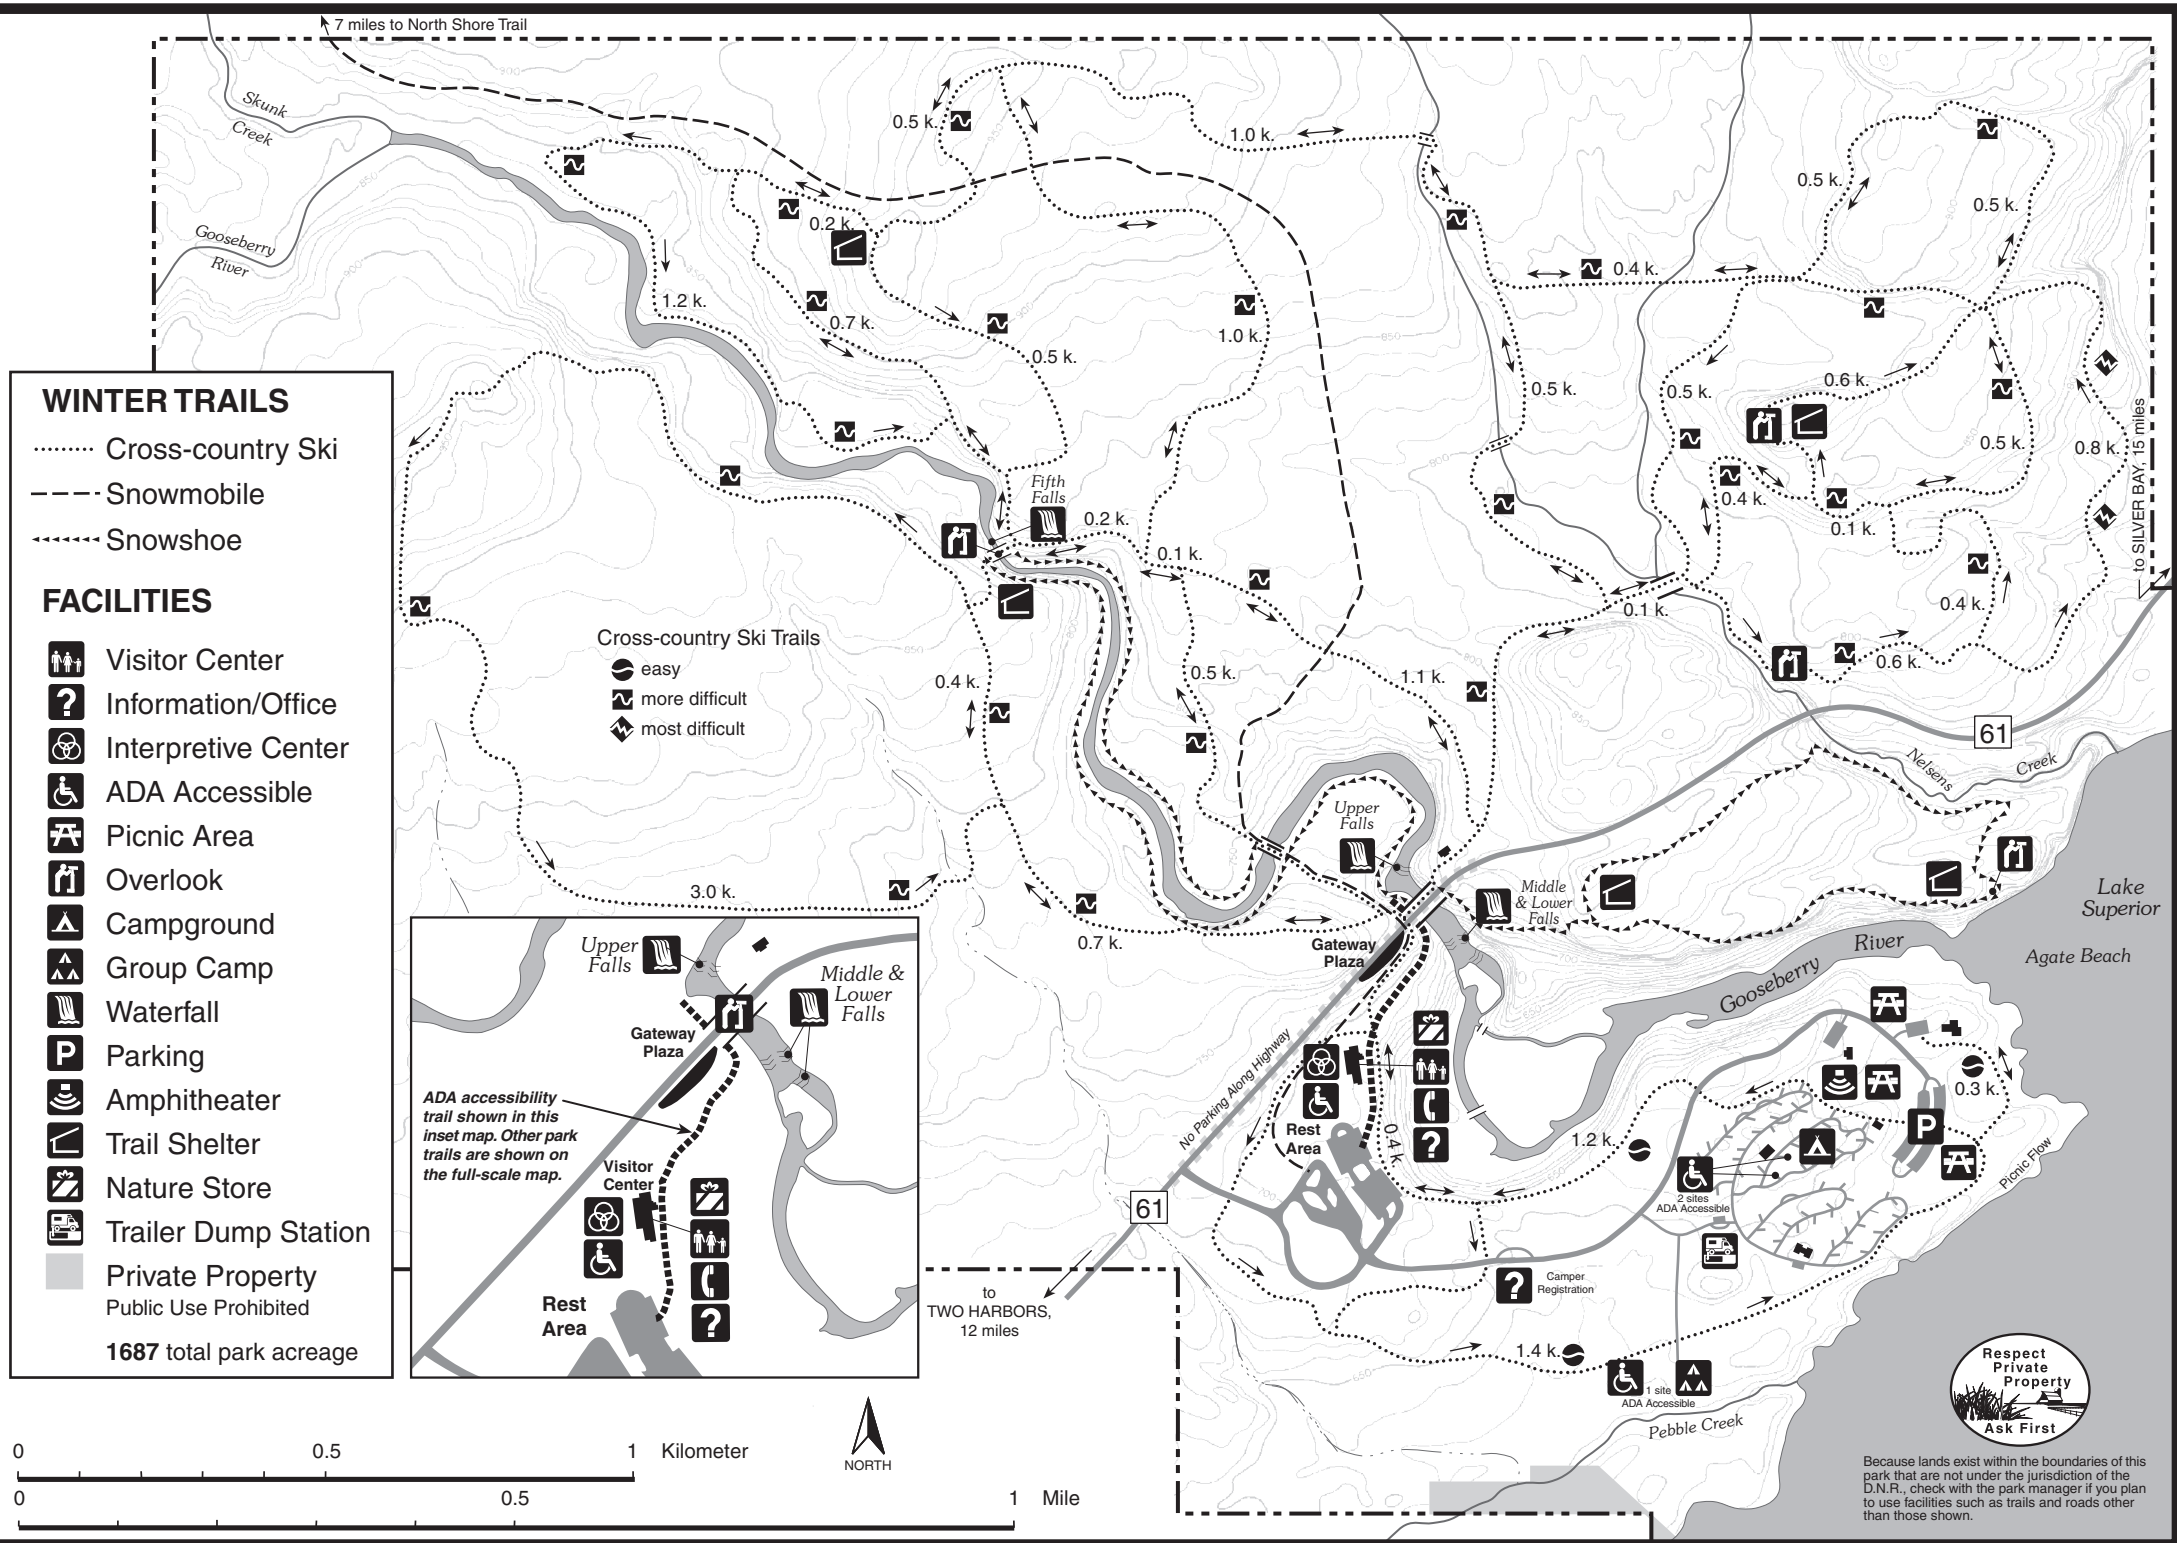 7 miles to North Shore Trail
Skunk
Creek
Gooseberry
River
0.5 k.
1.0 k.
0.2 k.
0.5 k.
0.5 k.
0.4 k.
1.2 k.
0.7 k.
0.5 k.
1.0 k.
0.5 k.
0.5 k.
0.6 k.
0.5 k.
0.8 k.
0.4 k.
0.1 k.
to SILVER BAY 15 miles
Fifth
Falls
0.2 k.
0.1 k.
0.1 k.
0.4 k.
0.6 k.
0.5 k.
1.1 k.
0.4 k.
WINTER TRAILS
Cross-country Ski
Snowmobile
Snowshoe
FACILITIES
Visitor Center
? Information/Office
Interpretive Center
ADA Accessible
Picnic Area
Overlook
Campground
Group Camp
Waterfall
P Parking
Amphitheater
Trail Shelter
Nature Store
Trailer Dump Station
Private Property
Public Use Prohibited
1687 total park acreage
Cross-country Ski Trails
easy
more difficult
most difficult
61
Nelsens
Creek
Upper
Falls
3.0 k.
0.7 k.
Middle
& Lower
Falls
Gateway
Plaza
Lake
Superior
Agate Beach
Gooseberry River
Upper
Falls
Middle &
Lower
Falls
Gateway
Plaza
ADA accessibility
trail shown in this
inset map. Other park
trails are shown on
the full-scale map.
Visitor
Center
Rest
Area
?
No Parking Along Highway
Rest
Area
?
0.4 k
0.3 k.
1.2 k.
P
Picnic Flow
2 sites
ADA Accessible
61
to
TWO HARBORS,
12 miles
?
Camper
Registration
1.4 k.
1 site
ADA Accessible
Pebble Creek
Respect
Private
Property
Ask First
Because lands exist within the boundaries of this
park that are not under the jurisdiction of the
D.N.R., check with the park manager if you plan
to use facilities such as trails and roads other
than those shown.
0 0.5 1 Kilometer
0 0.5 1 Mile
NORTH